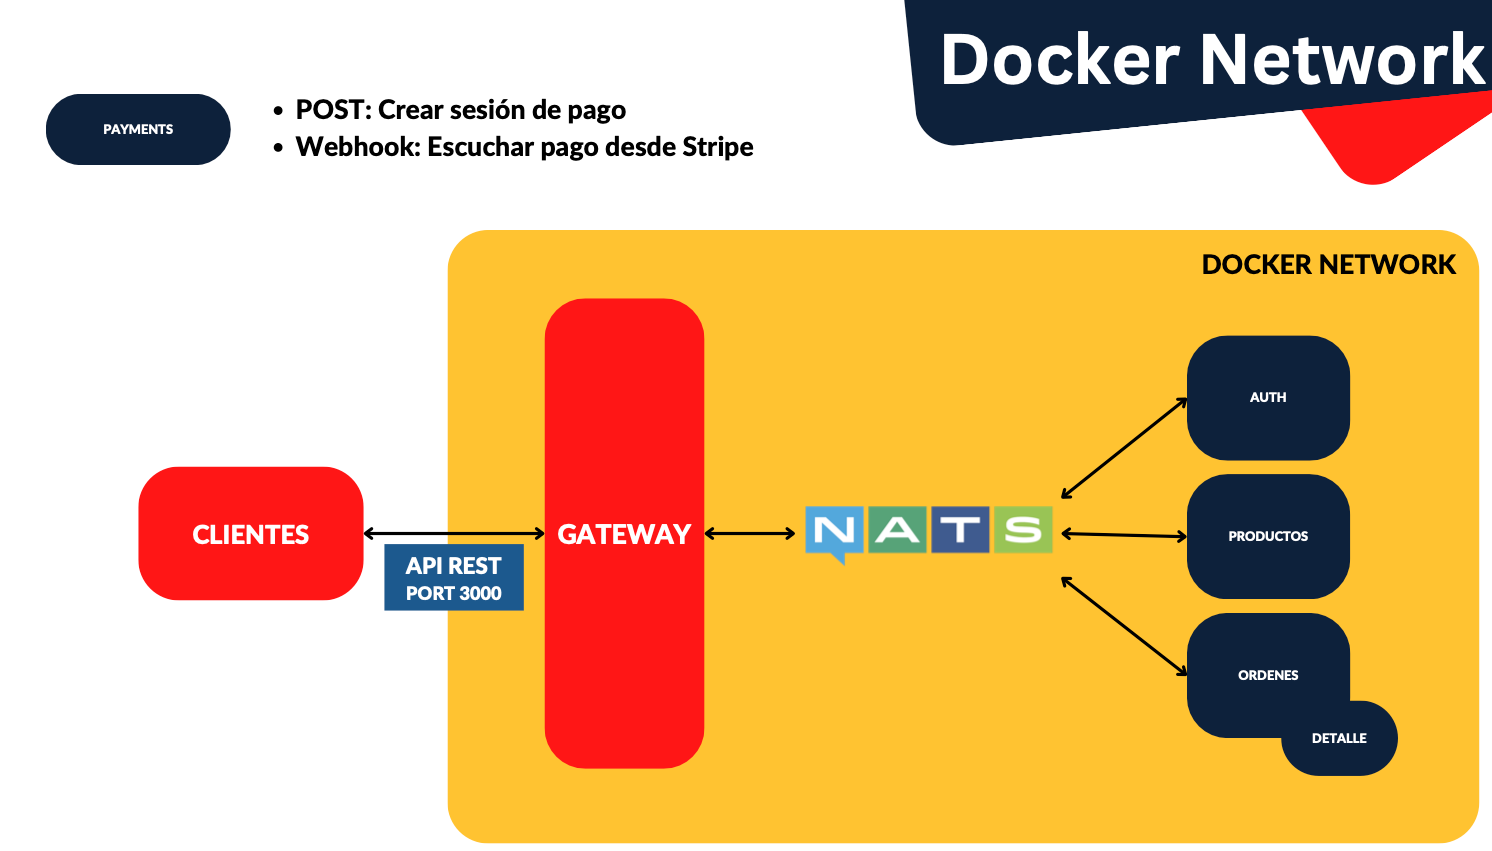 Docker Network
PAYMENTS
• POST: Crear sesión de pago
• Webhook: Escuchar pago desde Stripe
DOCKER NETWORK
CLIENTES
API REST
PORT 3000
GATEWAY
NATS
AUTH
PRODUCTOS
ORDENES
DETALLE